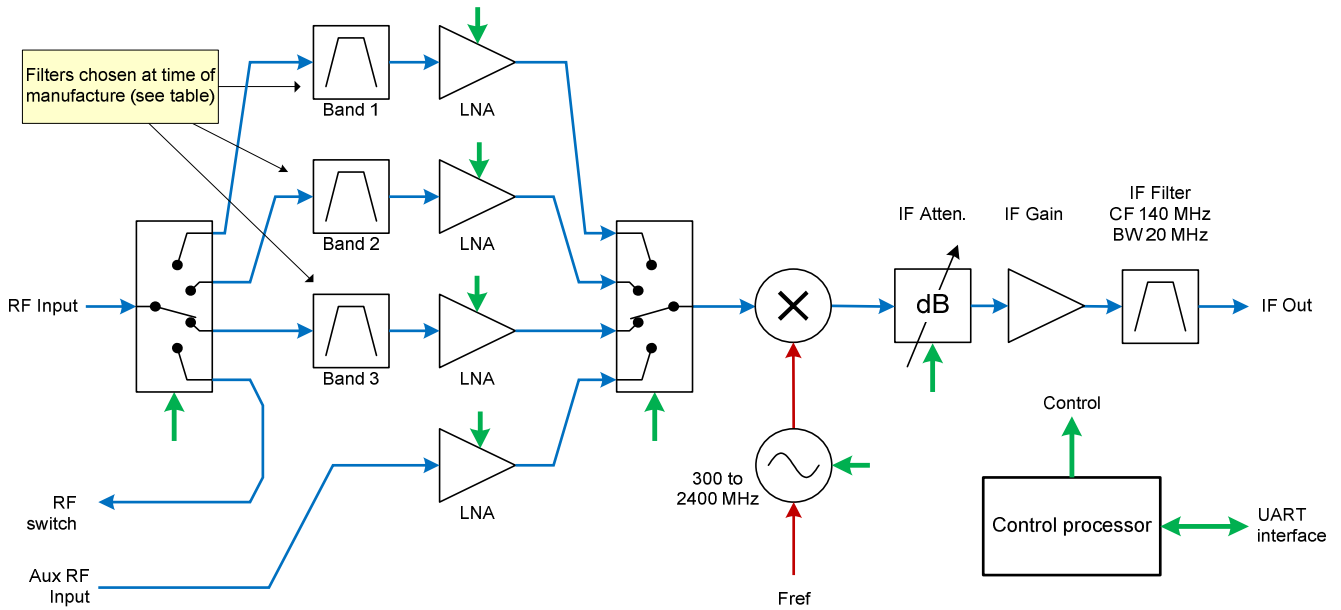 Filters chosen at time of
manufacture (see table)
Band 1
LNA
Band 2
LNA
Band 3
LNA
LNA
RF Input
RF
switch
Aux RF
Input
300 to
2400 MHz
Fref
IF Atten.
dB
IF Gain
IF Filter
CF 140 MHz
BW 20 MHz
IF Out
Control
Control processor
UART
interface